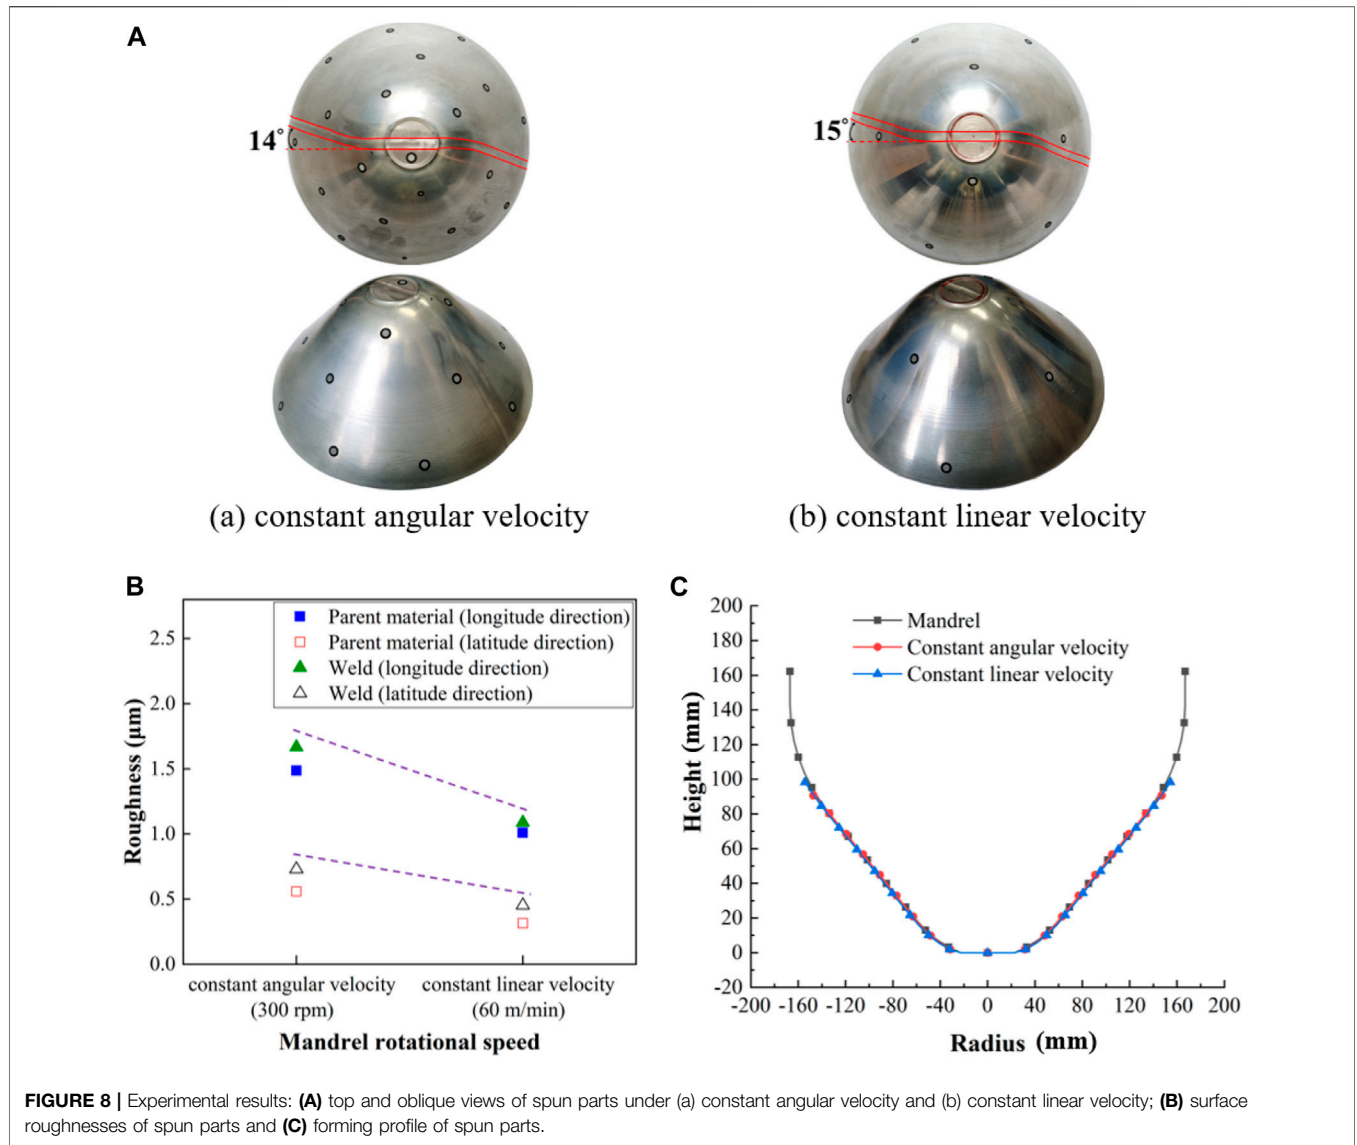 A
14°
15°
(a) constant angular velocity
(b) constant linear velocity
B
Parent material (longitude direction)
Parent material (latitude direction)
Weld (longitude direction)
Weld (latitude direction)
2.5
2.0
1.5
1.0
0.5
0.0
Roughness (μm)
constant angular velocity
(300 rpm)
constant linear velocity
(60 m/min)
Mandrel rotational speed
C
Mandrel
Constant angular velocity
Constant linear velocity
200
180
160
140
120
100
80
60
40
20
0
-20
Height (mm)
-200 -160 -120 -80 -40 0 40 80 120 160 200
Radius (mm)
FIGURE 8 | Experimental results: (A) top and oblique views of spun parts under (a) constant angular velocity and (b) constant linear velocity; (B) surface
roughnesses of spun parts and (C) forming profile of spun parts.